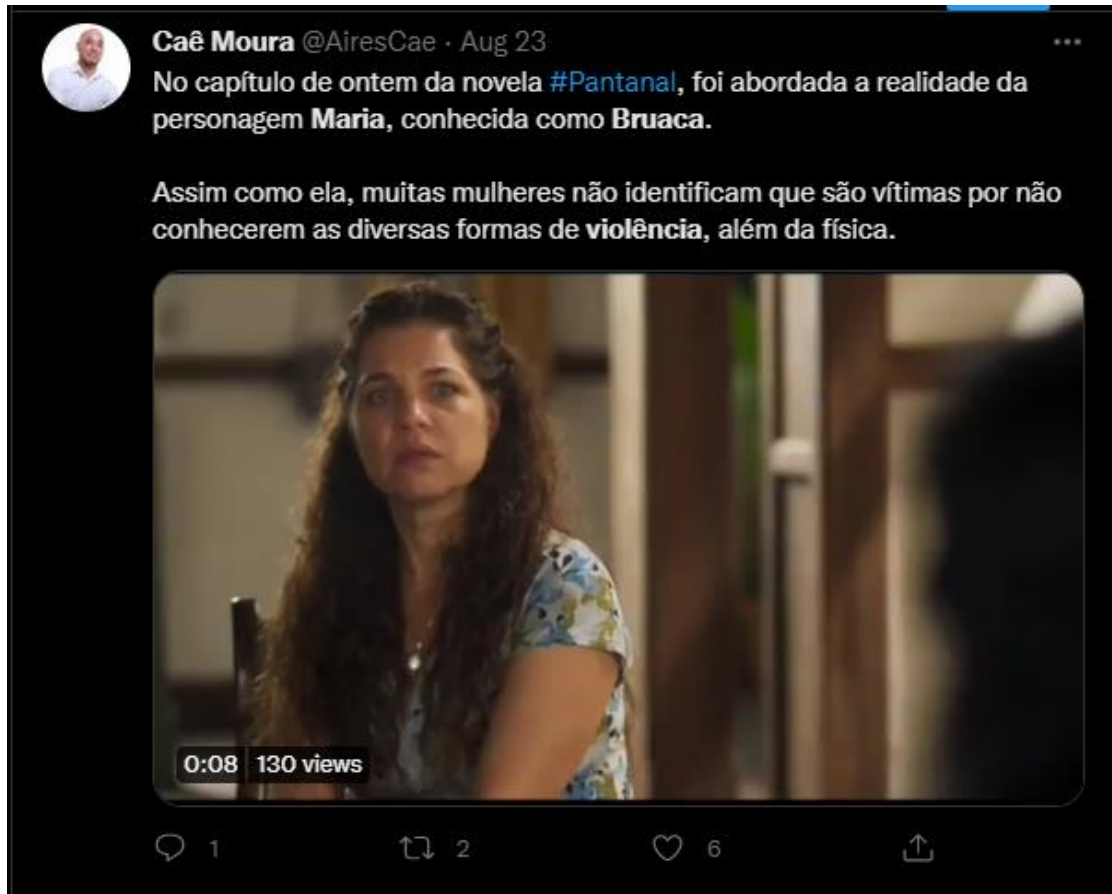 Caê Moura @AiresCae · Aug 23
No capítulo de ontem da novela #Pantanal, foi abordada a realidade da
personagem Maria, conhecida como Bruaca.
Assim como ela, muitas mulheres não identificam que são vítimas por não
conhecerem as diversas formas de violência, além da física.
0:08 130 views
1 2 6